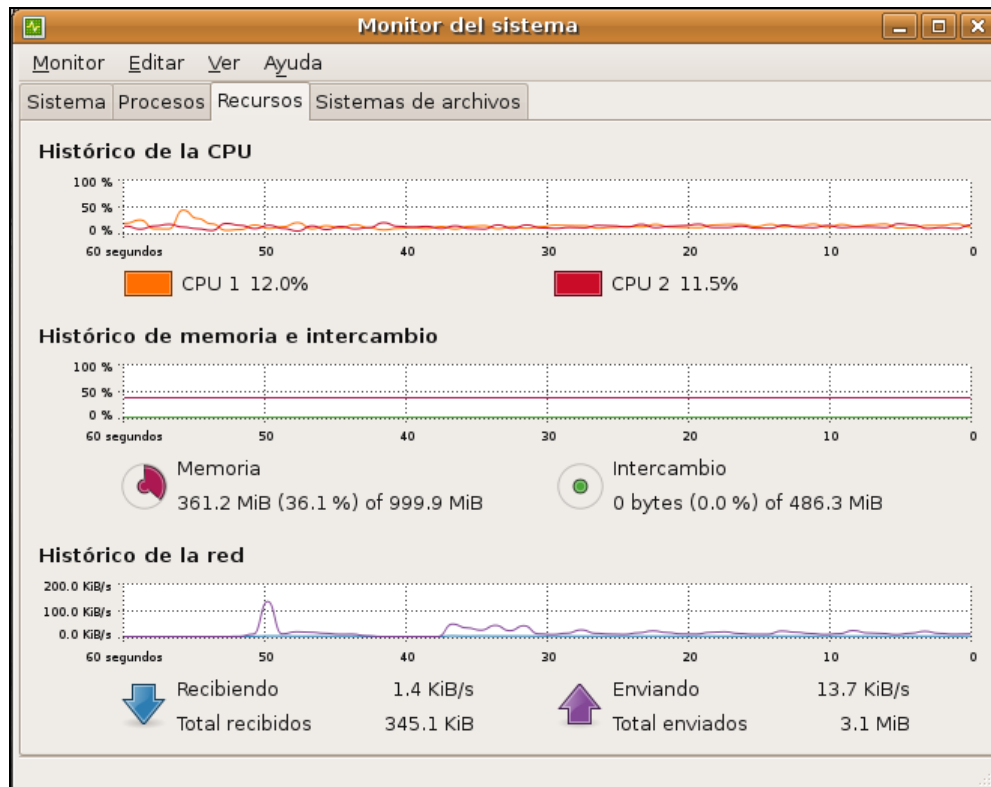 Monitor del sistema
Monitor Editar Ver Ayuda
Sistema Procesos Recursos Sistemas de archivos
Histórico de la CPU
100 %
50 %
0 %
60 segundos 50 40 30 20 10 0
CPU 1 12.0% CPU 2 11.5%
Histórico de memoria e intercambio
100 %
50 %
0 %
60 segundos 50 40 30 20 10 0
Memoria Intercambio
361.2 MiB (36.1 %) of 999.9 MiB 0 bytes (0.0 %) of 486.3 MiB
Histórico de la red
200.0 KiB/s
100.0 KiB/s
0.0 KiB/s
60 segundos 50 40 30 20 10 0
Recibiendo 1.4 KiB/s Enviando 13.7 KiB/s
Total recibidos 345.1 KiB Total enviados 3.1 MiB